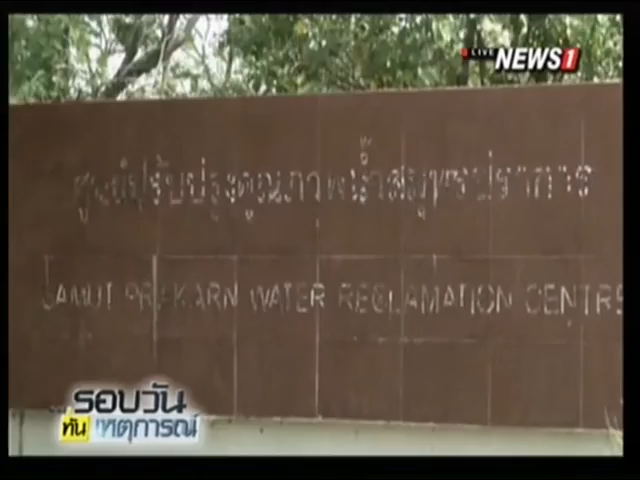 LIVE NEWS1
ศูนย์ปรับปรุงคุณภาพน้ำสมุทรปราการ
SAMUT PRAKARN WATER RECLAMATION CENTRE
รอบวัน
ทัน เหตุการณ์